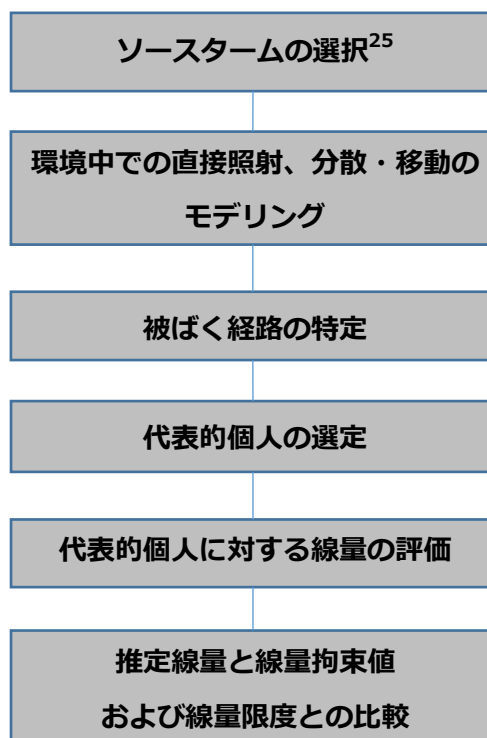 ソースタームの選択25
環境中での直接照射、分散・移動の
モデリング
被ばく経路の特定
代表的個人の選定
代表的個人に対する線量の評価
推定線量と線量拘束値
および線量限度との比較